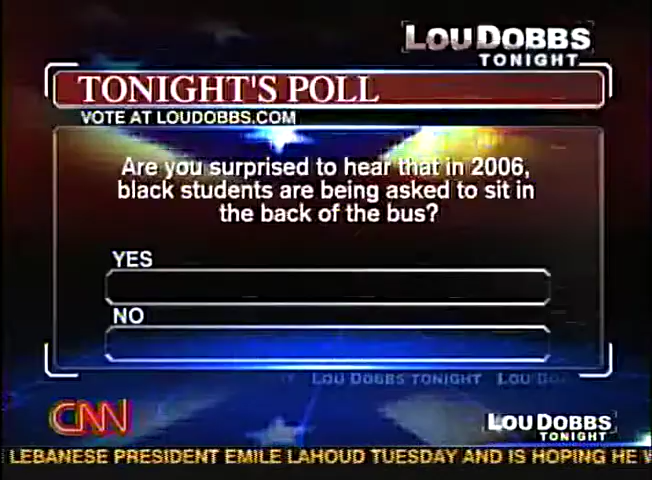 LOU DOBBS
TONIGHT
TONIGHT'S POLL
VOTE AT LOUDOBBS.COM
Are you surprised to hear that in 2006,
black students are being asked to sit in
the back of the bus?
YES
NO
LOU DOBBS TONIGHT LOU DO
CNN
LOU DOBBS
TONIGHT
LEBANESE PRESIDENT EMILE LAHOUD TUESDAY AND IS HOPING HE